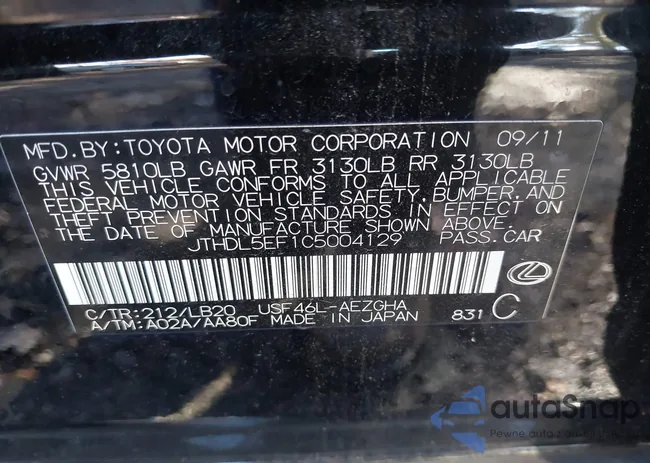 MFD.BY:TOYOTA MOTOR CORPORATION 09/11
GVWR 5810LB GAWR FR 3130LB RR 3130LB
THIS VEHICLE CONFORMS TO ALL APPLICABLE
FEDERAL MOTOR VEHICLE SAFETY,BUMPER,AND
THEFT PREVENTION STANDARDS IN EFFECT ON
THE DATE OF MANUFACTURE SHOWN ABOVE.
JTHDL5EF1C5004129 PASS.CAR
C/TR:212/LB20 USF46L-AEZGHA
A/TM:A02A/AA80F MADE IN JAPAN 831 C
autoSnap
Pewne auta